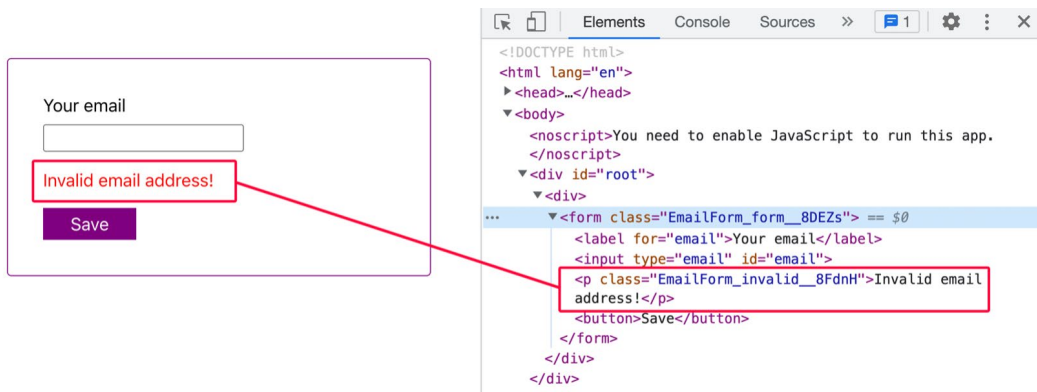 Your email
Invalid email address!
Save
Elements Console Sources » 1
<!DOCTYPE html>
<html lang="en">
<head>…</head>
<body>
<noscript>You need to enable JavaScript to run this app.
</noscript>
<div id="root">
<div>
<form class="EmailForm_form__8DEZs"> == $0
<label for="email">Your email</label>
<input type="email" id="email">
<p class="EmailForm_invalid__8FdnH">Invalid email
address!</p>
<button>Save</button>
</form>
</div>
</div>